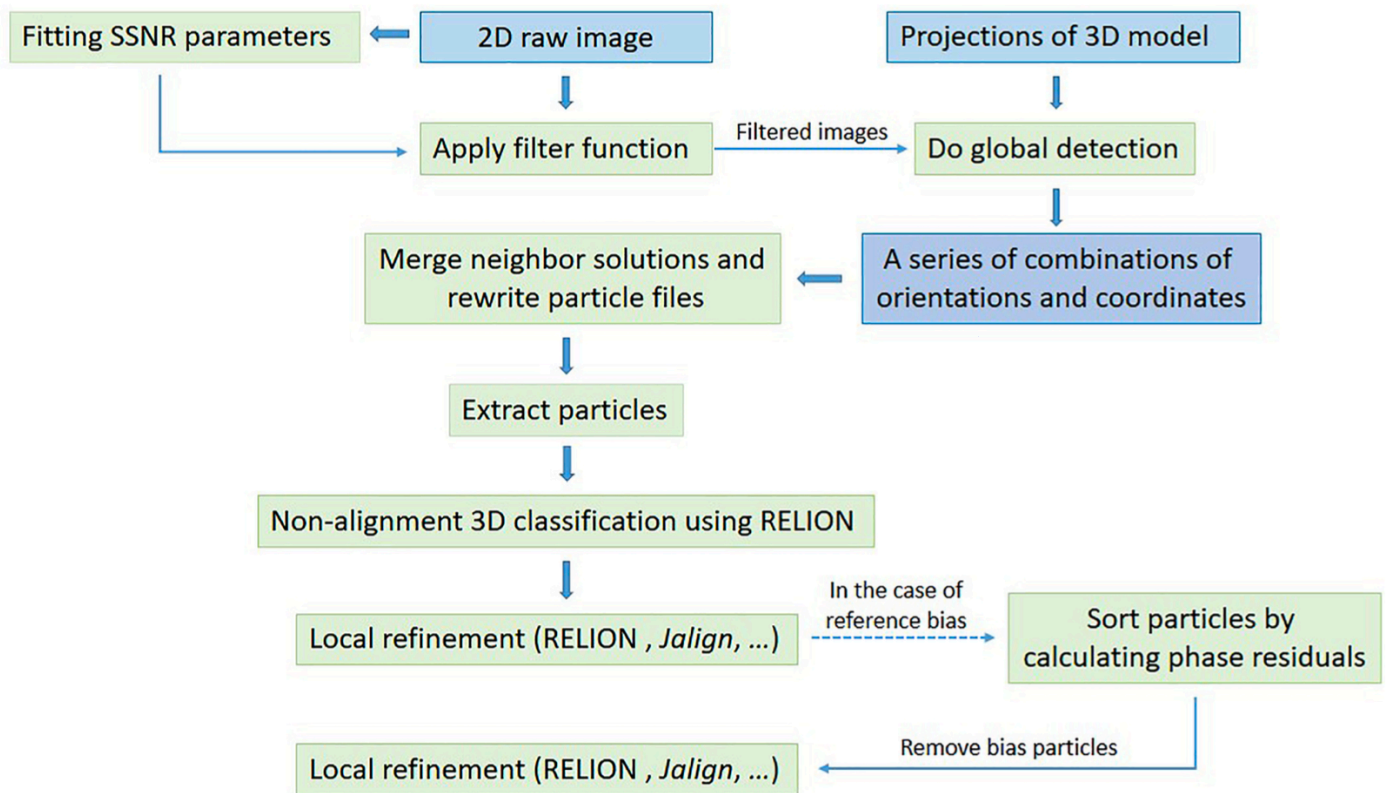 Fitting SSNR parameters
2D raw image
Projections of 3D model
Apply filter function
Filtered images
Do global detection
Merge neighbor solutions and
rewrite particle files
A series of combinations of
orientations and coordinates
Extract particles
Non-alignment 3D classification using RELION
Local refinement (RELION , Jalign, ...)
In the case of
reference bias
Sort particles by
calculating phase residuals
Remove bias particles
Local refinement (RELION , Jalign, ...)